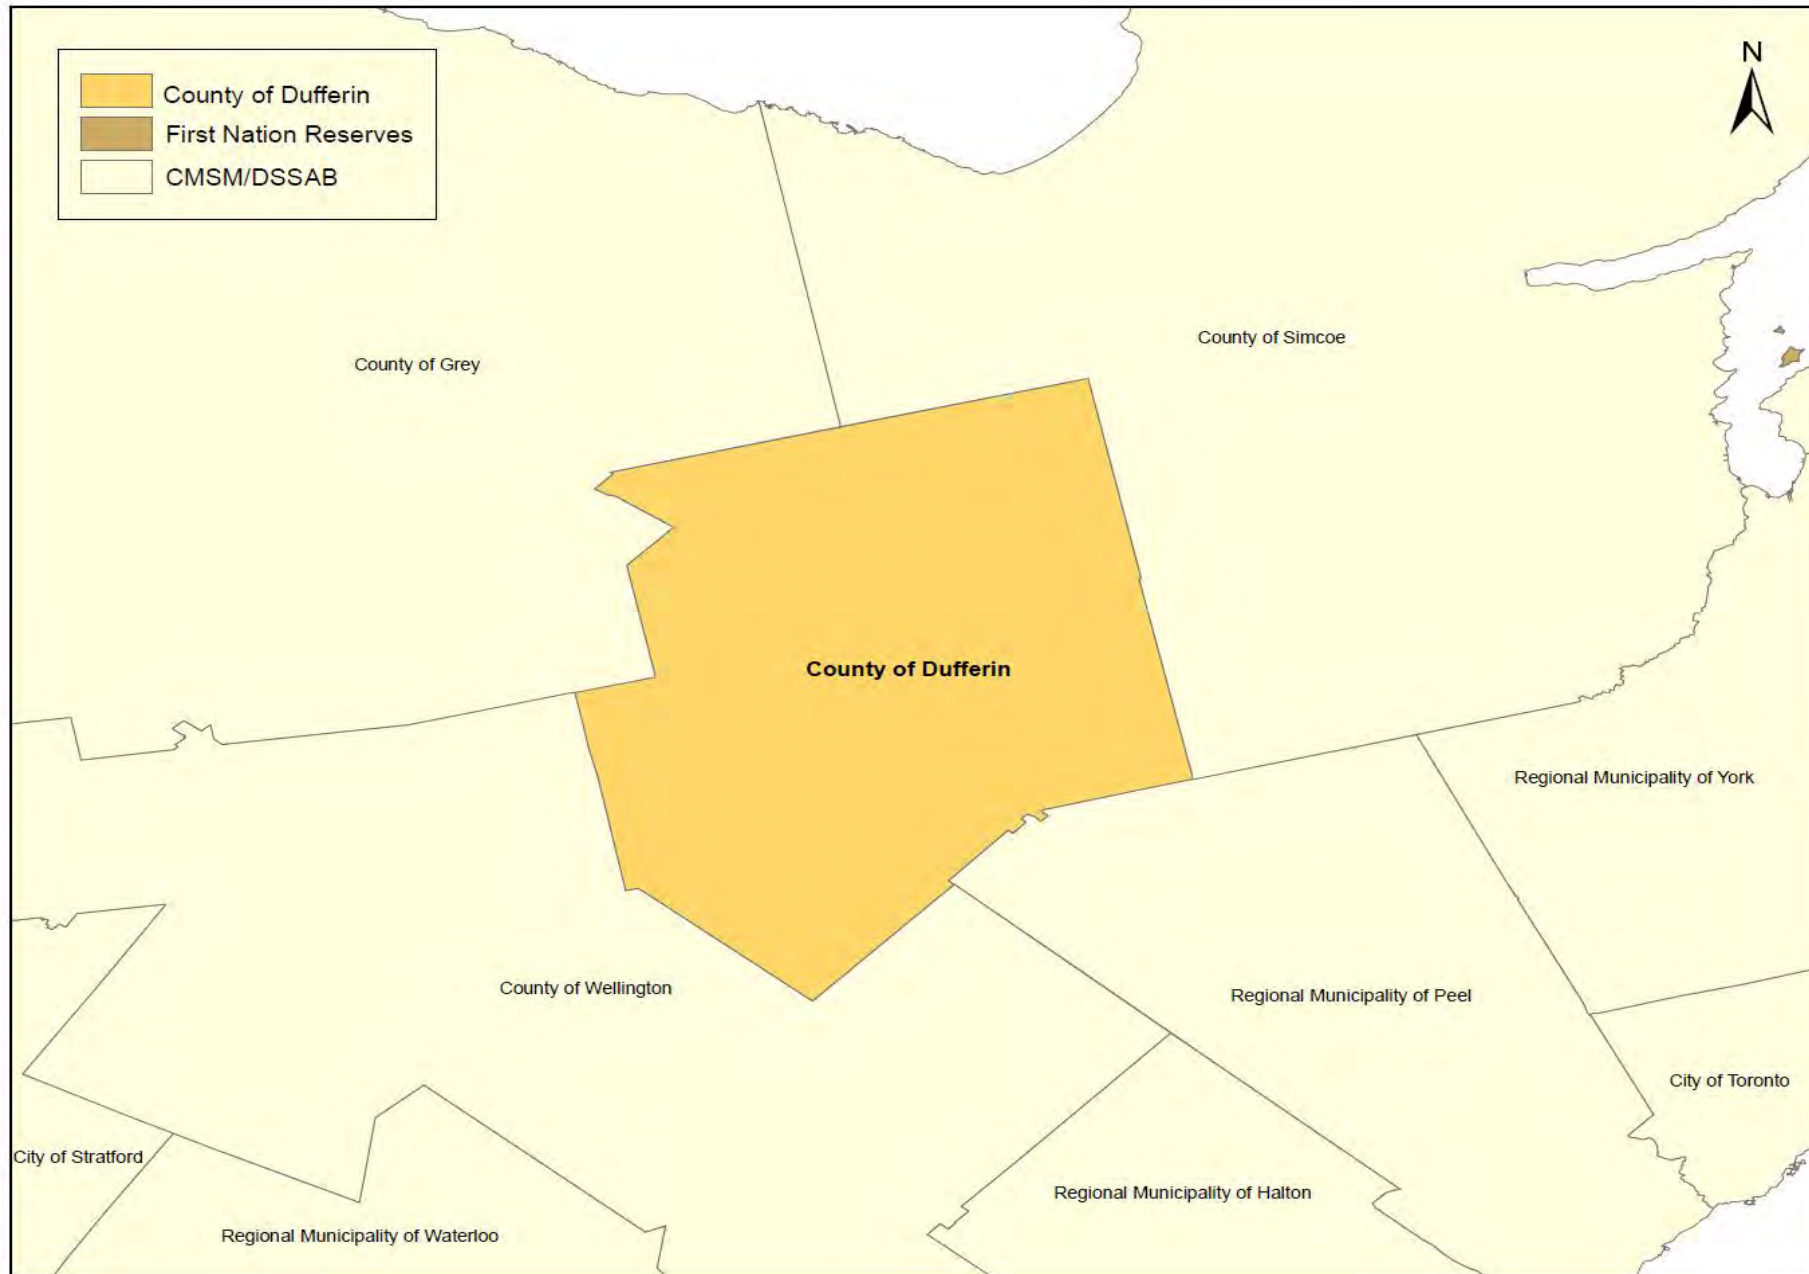 County of Dufferin
First Nation Reserves
CMSM/DSSAB
N
County of Simcoe
County of Grey
County of Dufferin
Regional Municipality of York
County of Wellington
Regional Municipality of Peel
City of Toronto
City of Stratford
Regional Municipality of Halton
Regional Municipality of Waterloo